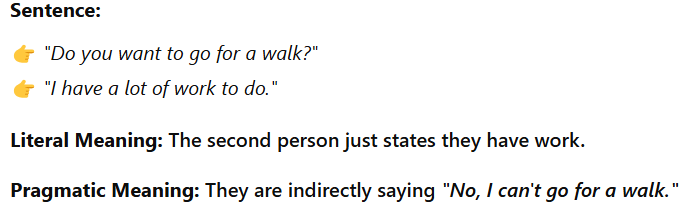 Sentence:
👉 "Do you want to go for a walk?"
👉 "I have a lot of work to do."
Literal Meaning: The second person just states they have work.
Pragmatic Meaning: They are indirectly saying "No, I can't go for a walk."